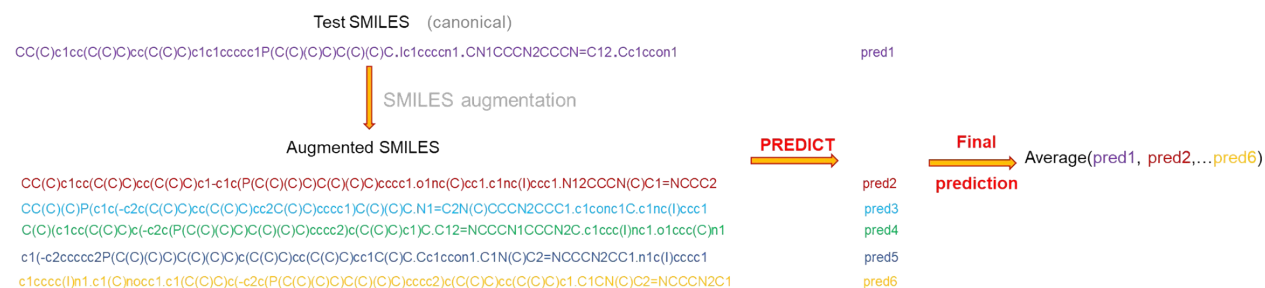 Test SMILES (canonical)
CC(C)c1cc(C(C)C)cc(C(C)C)c1c1ccccc1P(C(C)(C)C)C(C)(C)C.Ic1ccccn1.CN1CCCN2CCCN=C12.Cc1ccon1 pred1
SMILES augmentation
Augmented SMILES
PREDICT
Final
prediction
Average(pred1, pred2,…pred6)
CC(C)c1cc(C(C)C)cc(C(C)C)c1-c1c(P(C(C)(C)C)C(C)(C)C)cccc1.o1nc(C)cc1.c1nc(I)ccc1.N12CCCN(C)C1=NCCC2 pred2
CC(C)(C)P(c1c(-c2c(C(C)C)cc(C(C)C)cc2C(C)C)cccc1)C(C)(C)C.N1=C2N(C)CCCN2CCC1.c1conc1C.c1nc(I)ccc1 pred3
C(C)(c1cc(C(C)C)c(-c2c(P(C(C)(C)C)C(C)(C)C)cccc2)c(C(C)C)c1)C.C12=NCCCN1CCCN2C.c1ccc(I)nc1.o1ccc(C)n1 pred4
c1(-c2ccccc2P(C(C)(C)C)C(C)(C)C)c(C(C)C)cc(C(C)C)cc1C(C)C.Cc1ccon1.C1N(C)C2=NCCCN2CC1.n1c(I)cccc1 pred5
c1cccc(I)n1.c1(C)nocc1.c1(C(C)C)c(-c2c(P(C(C)(C)C)C(C)(C)C)cccc2)c(C(C)C)cc(C(C)C)c1.C1CN(C)C2=NCCCN2C1 pred6